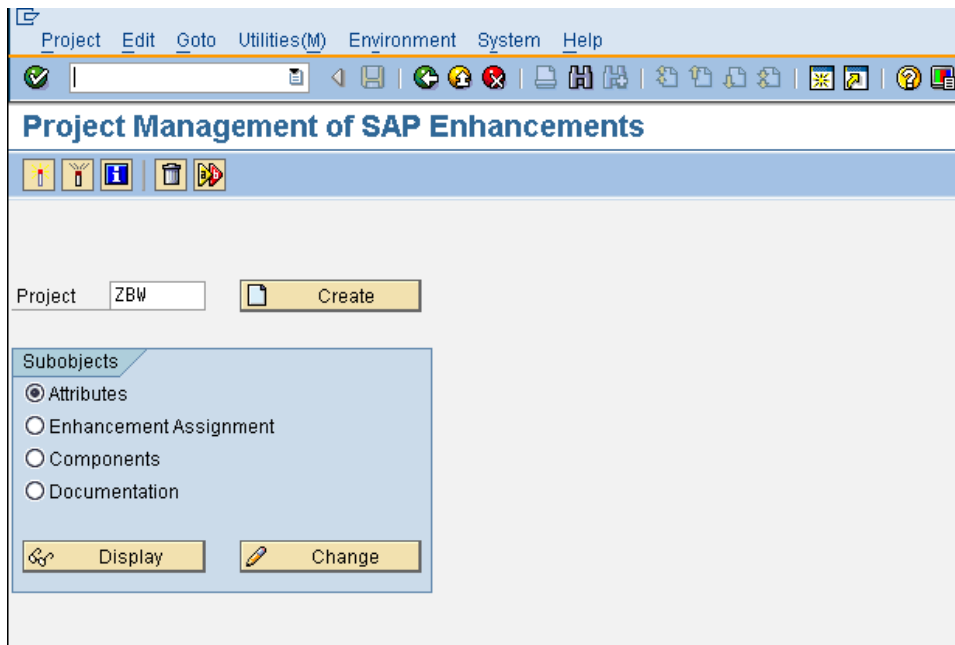 Project Edit Goto Utilities(M) Environment System Help
Project Management of SAP Enhancements
Project ZBW Create
Subobjects
Attributes
Enhancement Assignment
Components
Documentation
Display Change